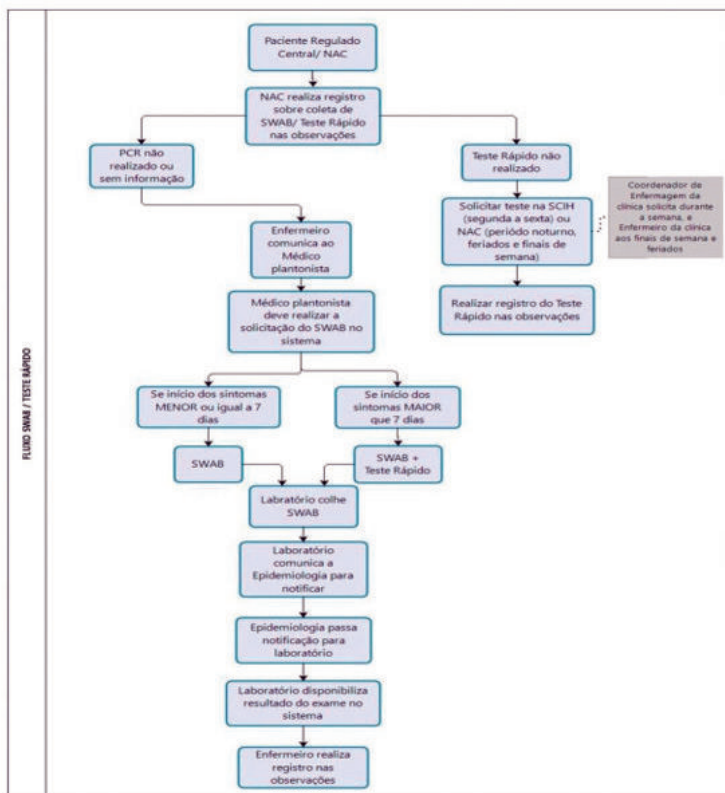 FLUXO SWAB / TESTE RÁPIDO
Paciente Regulado
Central/ NAC
NAC realiza registro
sobre coleta de
SWAB/ Teste Rápido
nas observações
PCR não
realizado ou
sem informação
Teste Rápido não
realizado
Solicitar teste na SCIH
(segunda a sexta) ou
NAC (periódo noturno,
feriados e finais de
semana)
Coordenador de
Enfermagem da
clínica solicita durante
a semana, e
Enfermeiro da clínica
aos finais de semana e
feriados
Enfermeiro
comunica ao
Médico
plantonista
Realizar registro do Teste
Rápido nas observações
Médico plantonista
deve realizar a
solicitação do SWAB no
sistema
Se início dos sintomas
MENOR ou igual a 7
dias
Se início dos
sintomas MAIOR
que 7 dias
SWAB
SWAB +
Teste Rápido
Labratório colhe
SWAB
Laboratório
comunica a
Epidemiologia para
notificar
Epidemiologia passa
notificação para
laboratório
Laboratório disponibiliza
resultado do exame no
sistema
Enfermeiro realiza
registro nas
observações